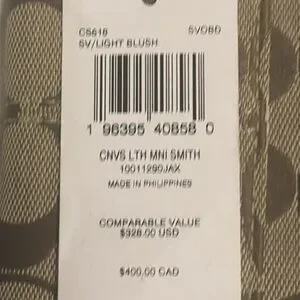 C5618 SVOBD
SV/LIGHT BLUSH
1 96395 40858 0
CNVS LTH MNI SMITH
10011290JAX
MADE IN PHILIPPINES
COMPARABLE VALUE
$328.00 USD
$400.00 CAD